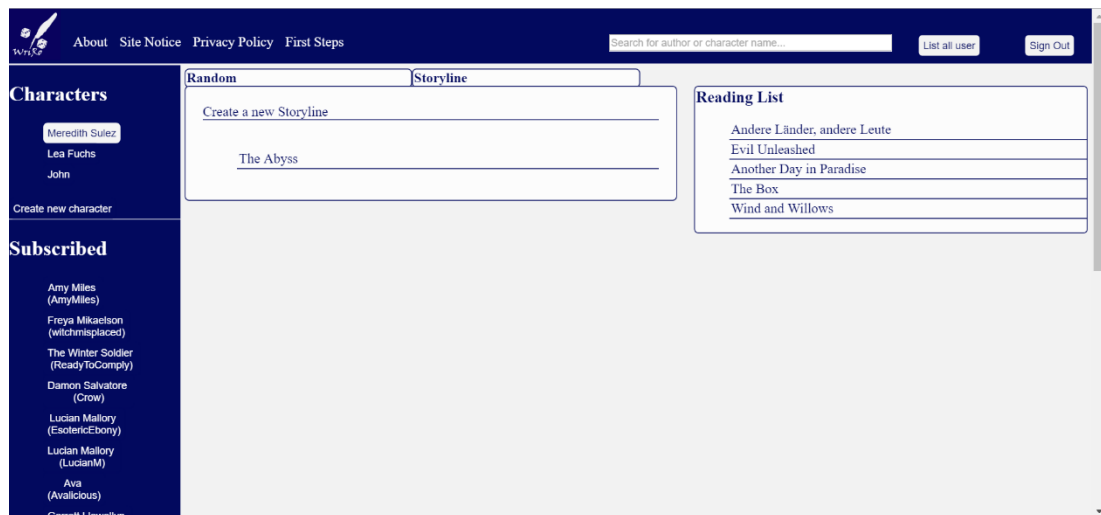 WriRe
About Site Notice Privacy Policy First Steps
Search for author or character name...
List all user
Sign Out
Characters
Meredith Sulez
Lea Fuchs
John
Create new character
Subscribed
Amy Miles
(AmyMiles)
Freya Mikaelson
(witchmisplaced)
The Winter Soldier
(ReadyToComply)
Damon Salvatore
(Crow)
Lucian Mallory
(EsotericEbony)
Lucian Mallory
(LucianM)
Ava
(Avalicious)
Random
Storyline
Create a new Storyline
The Abyss
Reading List
Andere Länder, andere Leute
Evil Unleashed
Another Day in Paradise
The Box
Wind and Willows